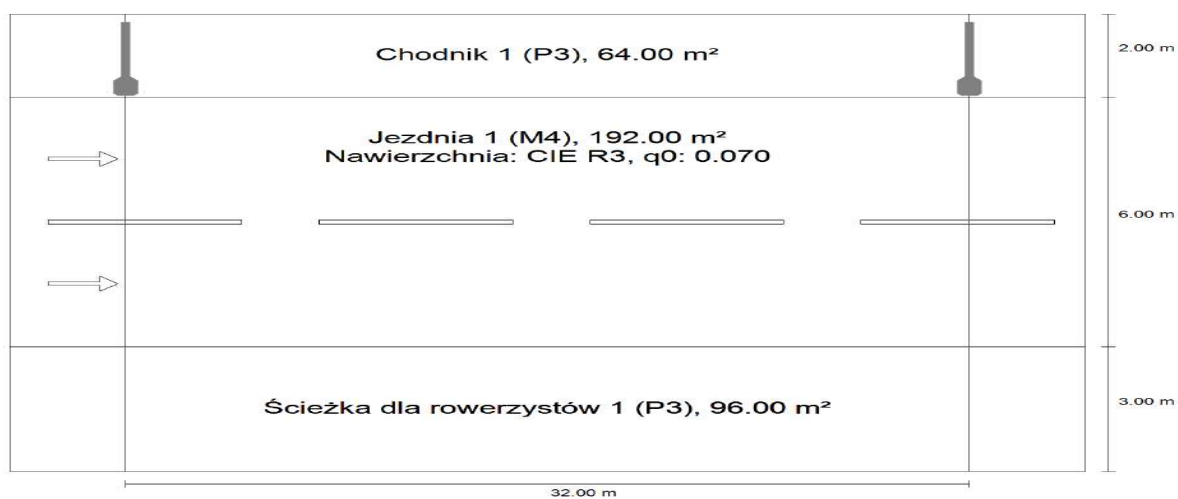 Chodnik 1 (P3), 64.00 m²
2.00 m
Jezdnia 1 (M4), 192.00 m²
Nawierzchnia: CIE R3, q0: 0.070
6.00 m
Ścieżka dla rowerzystów 1 (P3), 96.00 m²
3.00 m
32.00 m